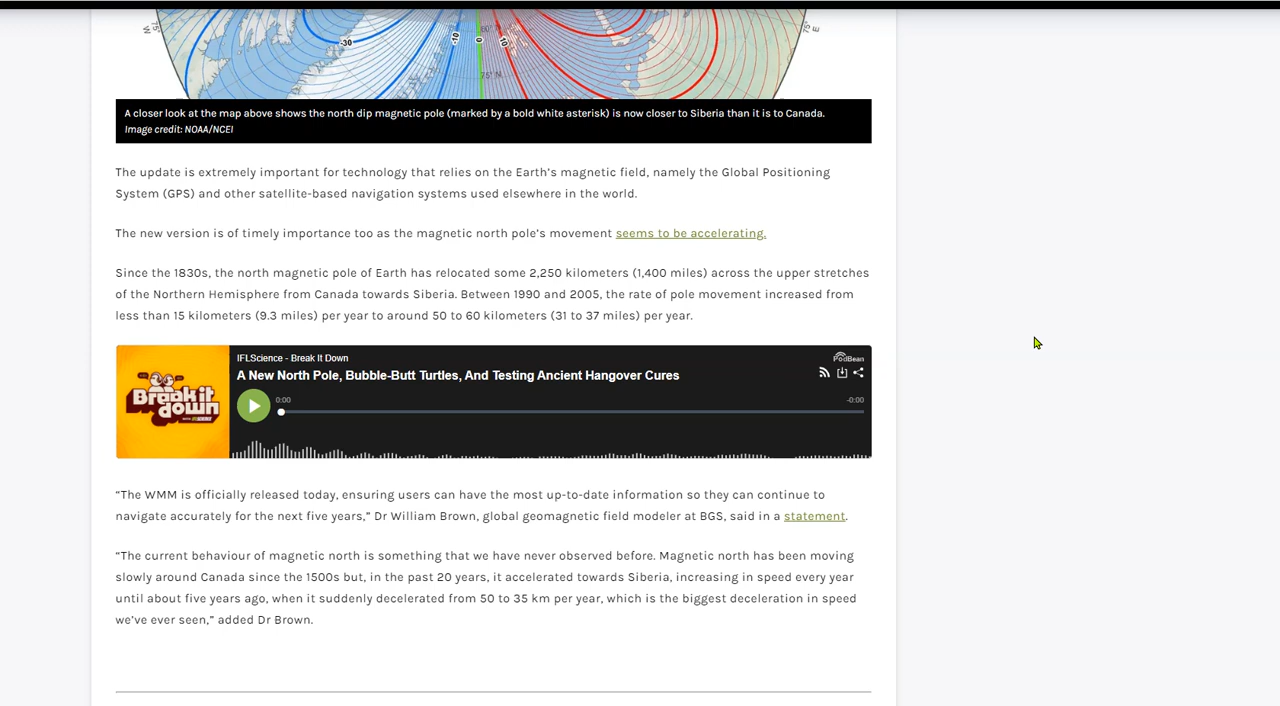 75°
W
-30
-10
0
10
80° N
75° N
75°
E
A closer look at the map above shows the north dip magnetic pole (marked by a bold white asterisk) is now closer to Siberia than it is to Canada.
Image credit: NOAA/NCEI
The update is extremely important for technology that relies on the Earth's magnetic field, namely the Global Positioning
System (GPS) and other satellite-based navigation systems used elsewhere in the world.
The new version is of timely importance too as the magnetic north pole's movement seems to be accelerating.
Since the 1830s, the north magnetic pole of Earth has relocated some 2,250 kilometers (1,400 miles) across the upper stretches
of the Northern Hemisphere from Canada towards Siberia. Between 1990 and 2005, the rate of pole movement increased from
less than 15 kilometers (9.3 miles) per year to around 50 to 60 kilometers (31 to 37 miles) per year.
Break it down
IFLScience - Break It Down
PodBean
A New North Pole, Bubble-Butt Turtles, And Testing Ancient Hangover Cures
0:00
-0:00
“The WMM is officially released today, ensuring users can have the most up-to-date information so they can continue to
navigate accurately for the next five years,” Dr William Brown, global geomagnetic field modeler at BGS, said in a statement.
“The current behaviour of magnetic north is something that we have never observed before. Magnetic north has been moving
slowly around Canada since the 1500s but, in the past 20 years, it accelerated towards Siberia, increasing in speed every year
until about five years ago, when it suddenly decelerated from 50 to 35 km per year, which is the biggest deceleration in speed
we’ve ever seen,” added Dr Brown.